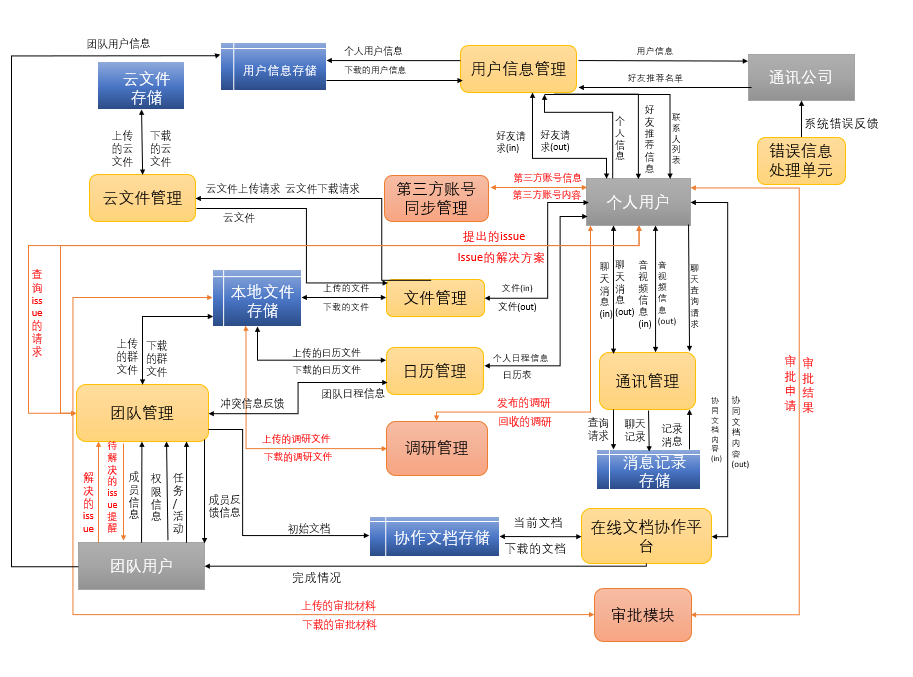 团队用户信息
用户信息存储
个人用户信息
下载的用户信息
用户信息管理
用户信息
好友推荐名单
通讯公司
云文件
存储
上传
的云
文件
下载
的云
文件
好友请
求(in)
好友请
求(out)
个人信息
好友推荐信息
联系人列表
系统错误反馈
错误信息
处理单元
云文件管理
云文件上传请求 云文件下载请求
云文件
第三方账号
同步管理
第三方账号信息
第三方账号内容
个人用户
提出的issue
Issue的解决方案
查询
iss
ue
的请
求
本地文件
存储
上传的文件
下载的文件
文件管理
文件(in)
文件(out)
聊天消息
(in)
聊天消息
(out)
音视频信息
(in)
音视频信息
(out)
聊天查询请求
上传
的群
文件
下载
的群
文件
上传的日历文件
下载的日历文件
日历管理
个人日程信息
日历表
通讯管理
审批申请
审批结果
团队管理
冲突信息反馈
团队日程信息
发布的调研
回收的调研
查询
请求
聊天
记录
记录
消息
协同文档内容
(in)
协同文档内容
(out)
上传的调研文件
下载的调研文件
调研管理
消息记录
存储
解决
的iss
ue
待解决
的iss
ue
提醒
成员信息
权限信息
任务/活动
成员反
馈信息
初始文档
协作文档存储
当前文档
下载的文档
在线文档协作平
台
团队用户
完成情况
上传的审批材料
下载的审批材料
审批模块